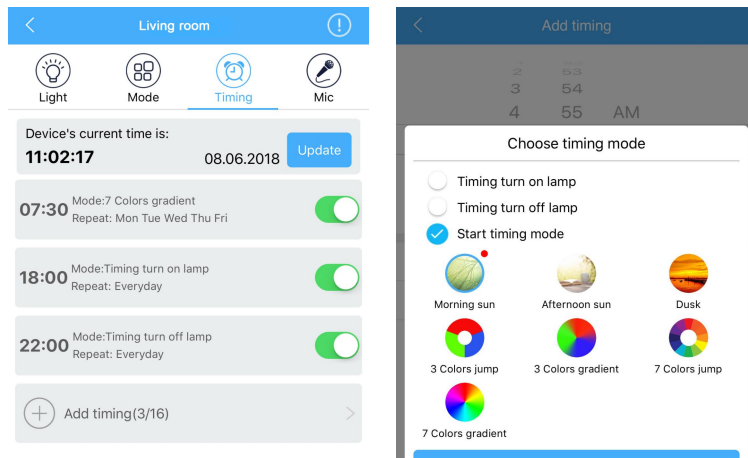 Living room
Light
Mode
Timing
Mic
Device's current time is:
11:02:17
08.06.2018
Update
07:30
Mode:7 Colors gradient
Repeat: Mon Tue Wed Thu Fri
18:00
Mode:Timing turn on lamp
Repeat: Everyday
22:00
Mode:Timing turn off lamp
Repeat: Everyday
Add timing(3/16)
Add timing
2 53
3 54
4 55 AM
Choose timing mode
Timing turn on lamp
Timing turn off lamp
Start timing mode
Morning sun
Afternoon sun
Dusk
3 Colors jump
3 Colors gradient
7 Colors jump
7 Colors gradient